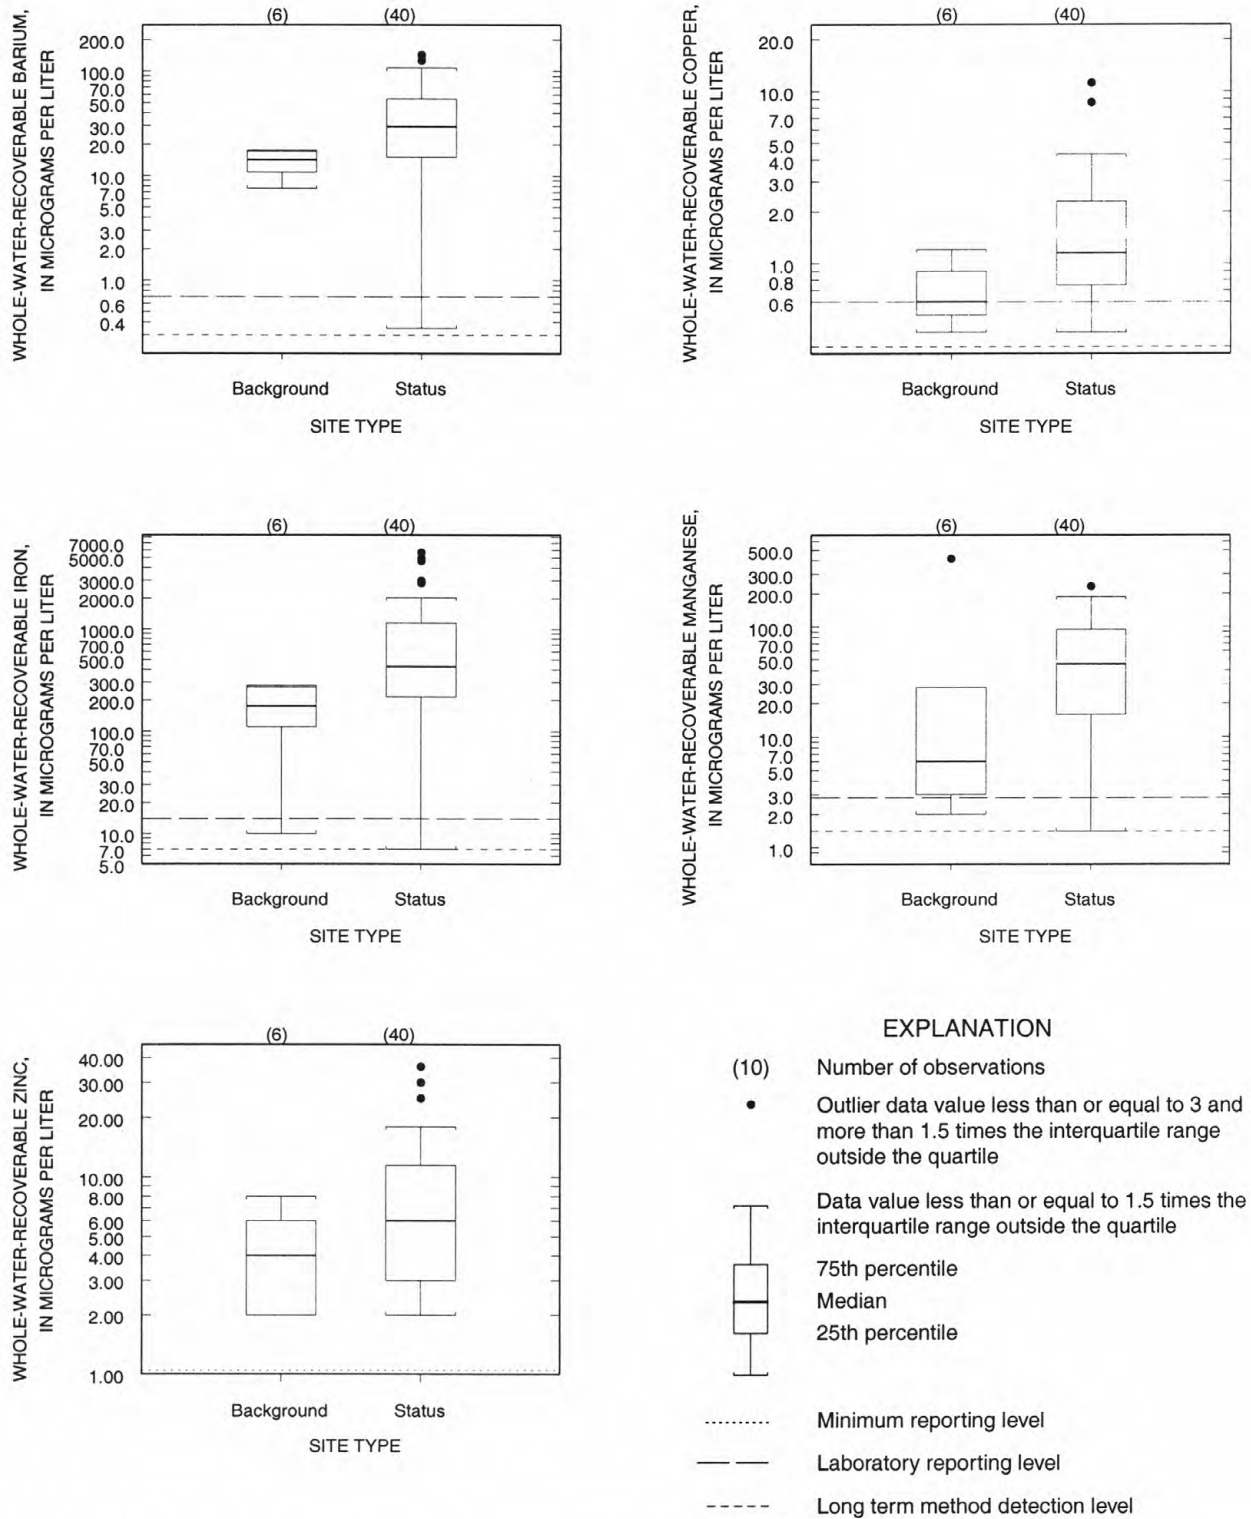 WHOLE-WATER-RECOVERABLE BARIUM,
IN MICROGRAMS PER LITER
(6) (40)
200.0
100.0
70.0
50.0
30.0
20.0
10.0
7.0
5.0
3.0
2.0
1.0
0.6
0.4
Background Status
SITE TYPE
WHOLE-WATER-RECOVERABLE COPPER,
IN MICROGRAMS PER LITER
(6) (40)
20.0
10.0
7.0
5.0
4.0
3.0
2.0
1.0
0.8
0.6
Background Status
SITE TYPE
WHOLE-WATER-RECOVERABLE IRON,
IN MICROGRAMS PER LITER
(6) (40)
7000.0
5000.0
3000.0
2000.0
1000.0
700.0
500.0
300.0
200.0
100.0
70.0
50.0
30.0
20.0
10.0
7.0
5.0
Background Status
SITE TYPE
WHOLE-WATER-RECOVERABLE MANGANESE,
IN MICROGRAMS PER LITER
(6) (40)
500.0
300.0
200.0
100.0
70.0
50.0
30.0
20.0
10.0
7.0
5.0
3.0
2.0
1.0
Background Status
SITE TYPE
WHOLE-WATER-RECOVERABLE ZINC,
IN MICROGRAMS PER LITER
(6) (40)
40.00
30.00
20.00
10.00
8.00
6.00
5.00
4.00
3.00
2.00
1.00
Background Status
SITE TYPE
EXPLANATION
(10) Number of observations
Outlier data value less than or equal to 3 and
more than 1.5 times the interquartile range
outside the quartile
Data value less than or equal to 1.5 times the
interquartile range outside the quartile
75th percentile
Median
25th percentile
Minimum reporting level
Laboratory reporting level
Long term method detection level